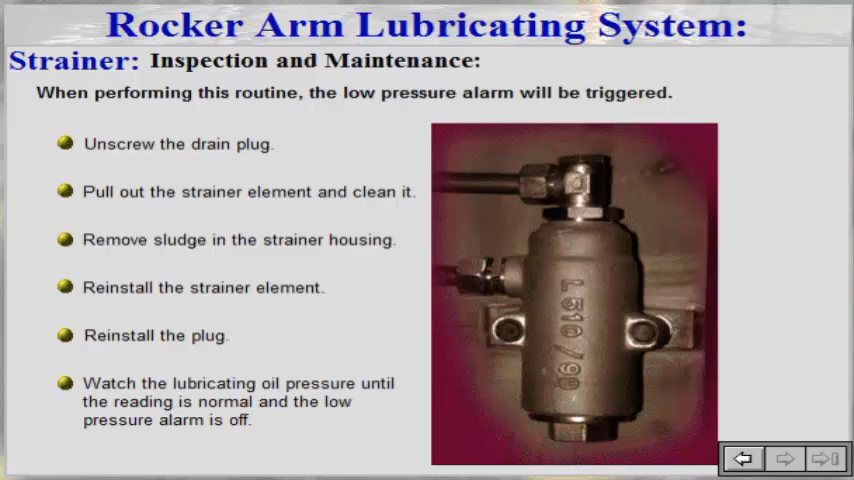 Rocker Arm Lubricating System:
Strainer: Inspection and Maintenance:
When performing this routine, the low pressure alarm will be triggered.
Unscrew the drain plug.
Pull out the strainer element and clean it.
Remove sludge in the strainer housing.
Reinstall the strainer element.
Reinstall the plug.
Watch the lubricating oil pressure until
the reading is normal and the low
pressure alarm is off.
L 510/99